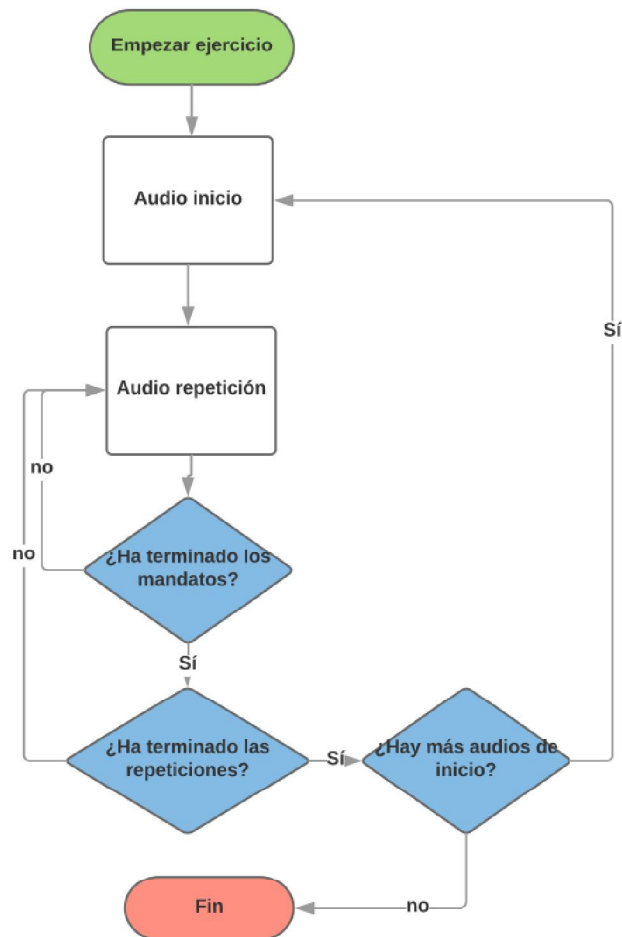 Empezar ejercicio
Audio inicio
Sí
Audio repetición
no
no
¿Ha terminado los
mandatos?
Sí
¿Ha terminado las
repeticiones?
Sí
¿Hay más audios de
inicio?
Fin
no